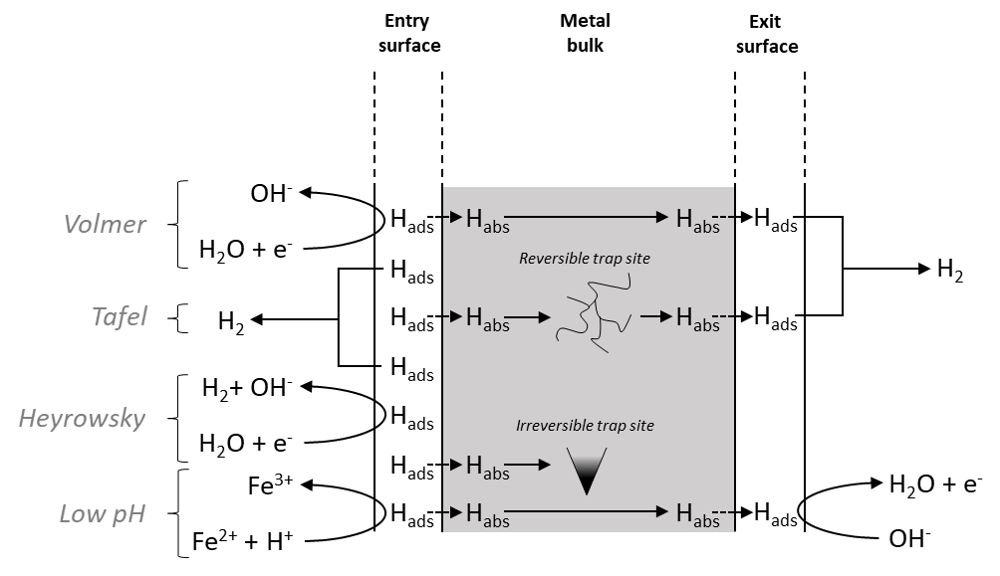 Entry
surface
Metal
bulk
Exit
surface
Volmer
OH⁻
H₂O + e⁻
Hads
Habs
Habs
Hads
Hads
Reversible trap site
H₂
Tafel
H₂
Hads
Habs
Habs
Hads
Hads
Heyrowsky
H₂+ OH⁻
H₂O + e⁻
Hads
Irreversible trap site
Hads
Habs
Low pH
Fe³⁺
Fe²⁺ + H⁺
Hads
Habs
Habs
Hads
H₂O + e⁻
OH⁻